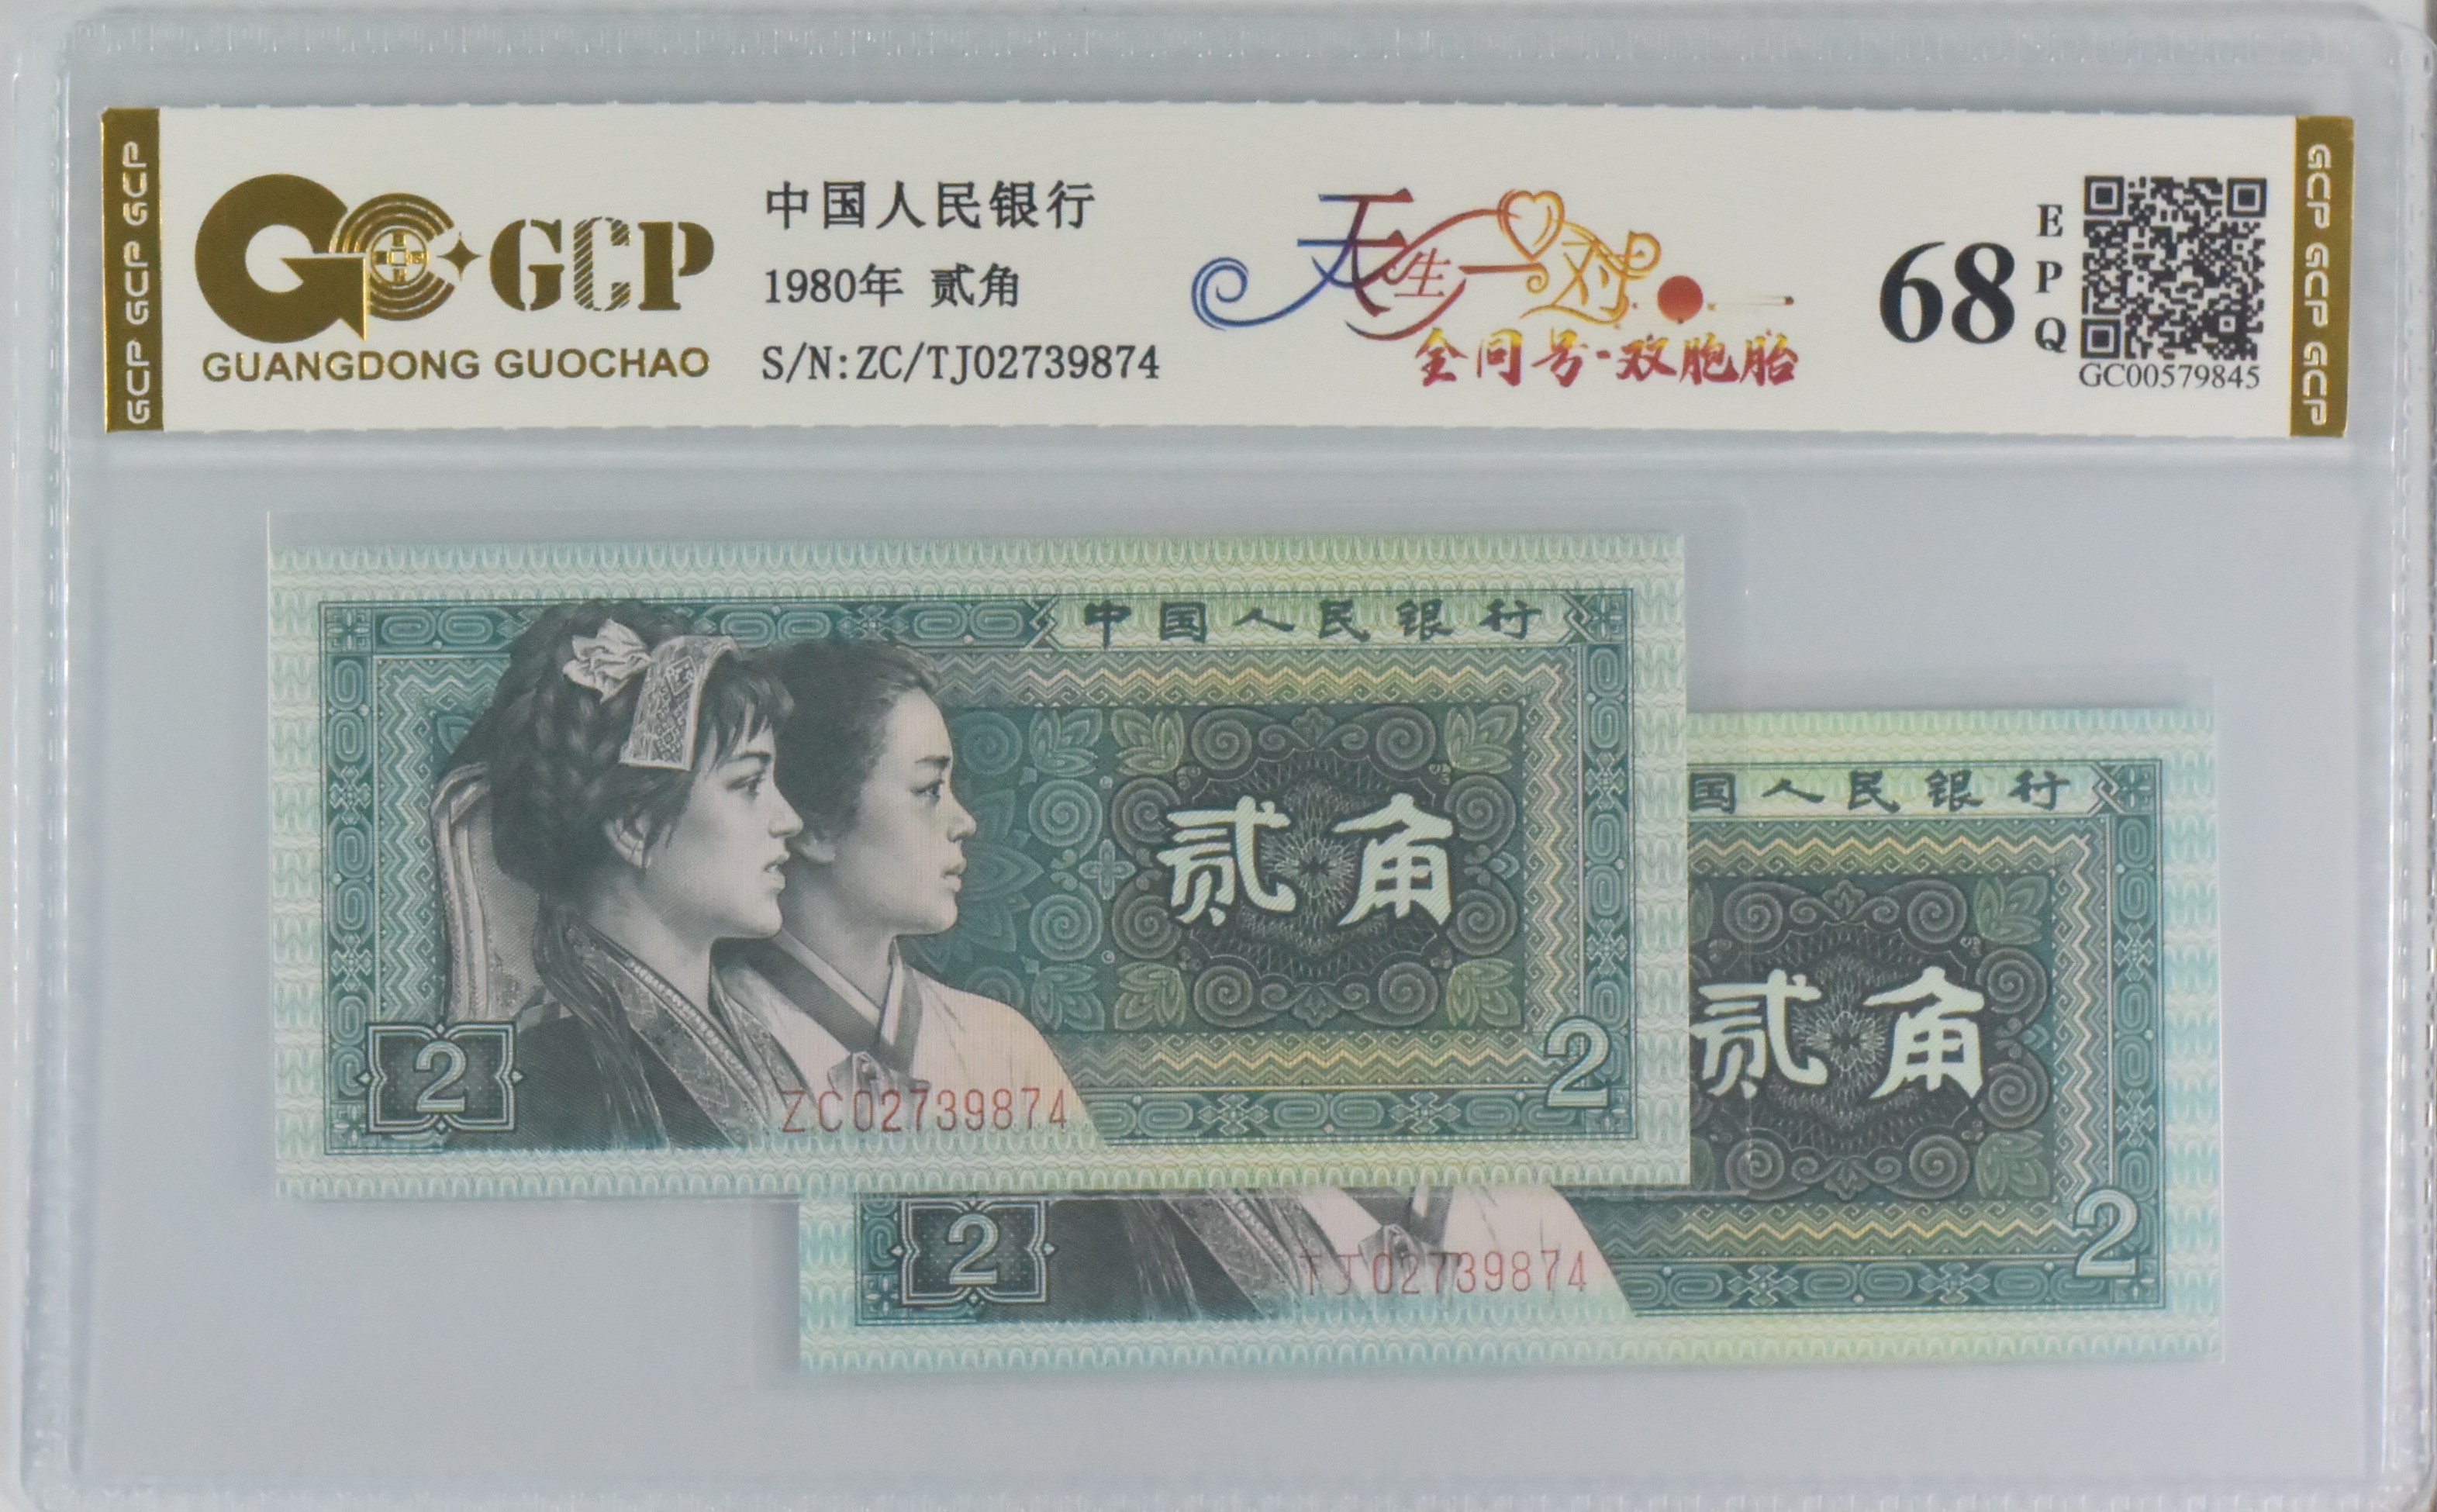 GCP GCP GCP
GCP
GUANGDONG GUOCHAO
中国人民银行
1980年 贰角
S/N:ZC/TJ02739874
天生一对
全同号·双胞胎
68
EPQ
GC00579845
GCP GCP GCP
中国人民银行
贰角
2
2
ZC02739874
国人民银行
贰角
2
2
TJ02739874